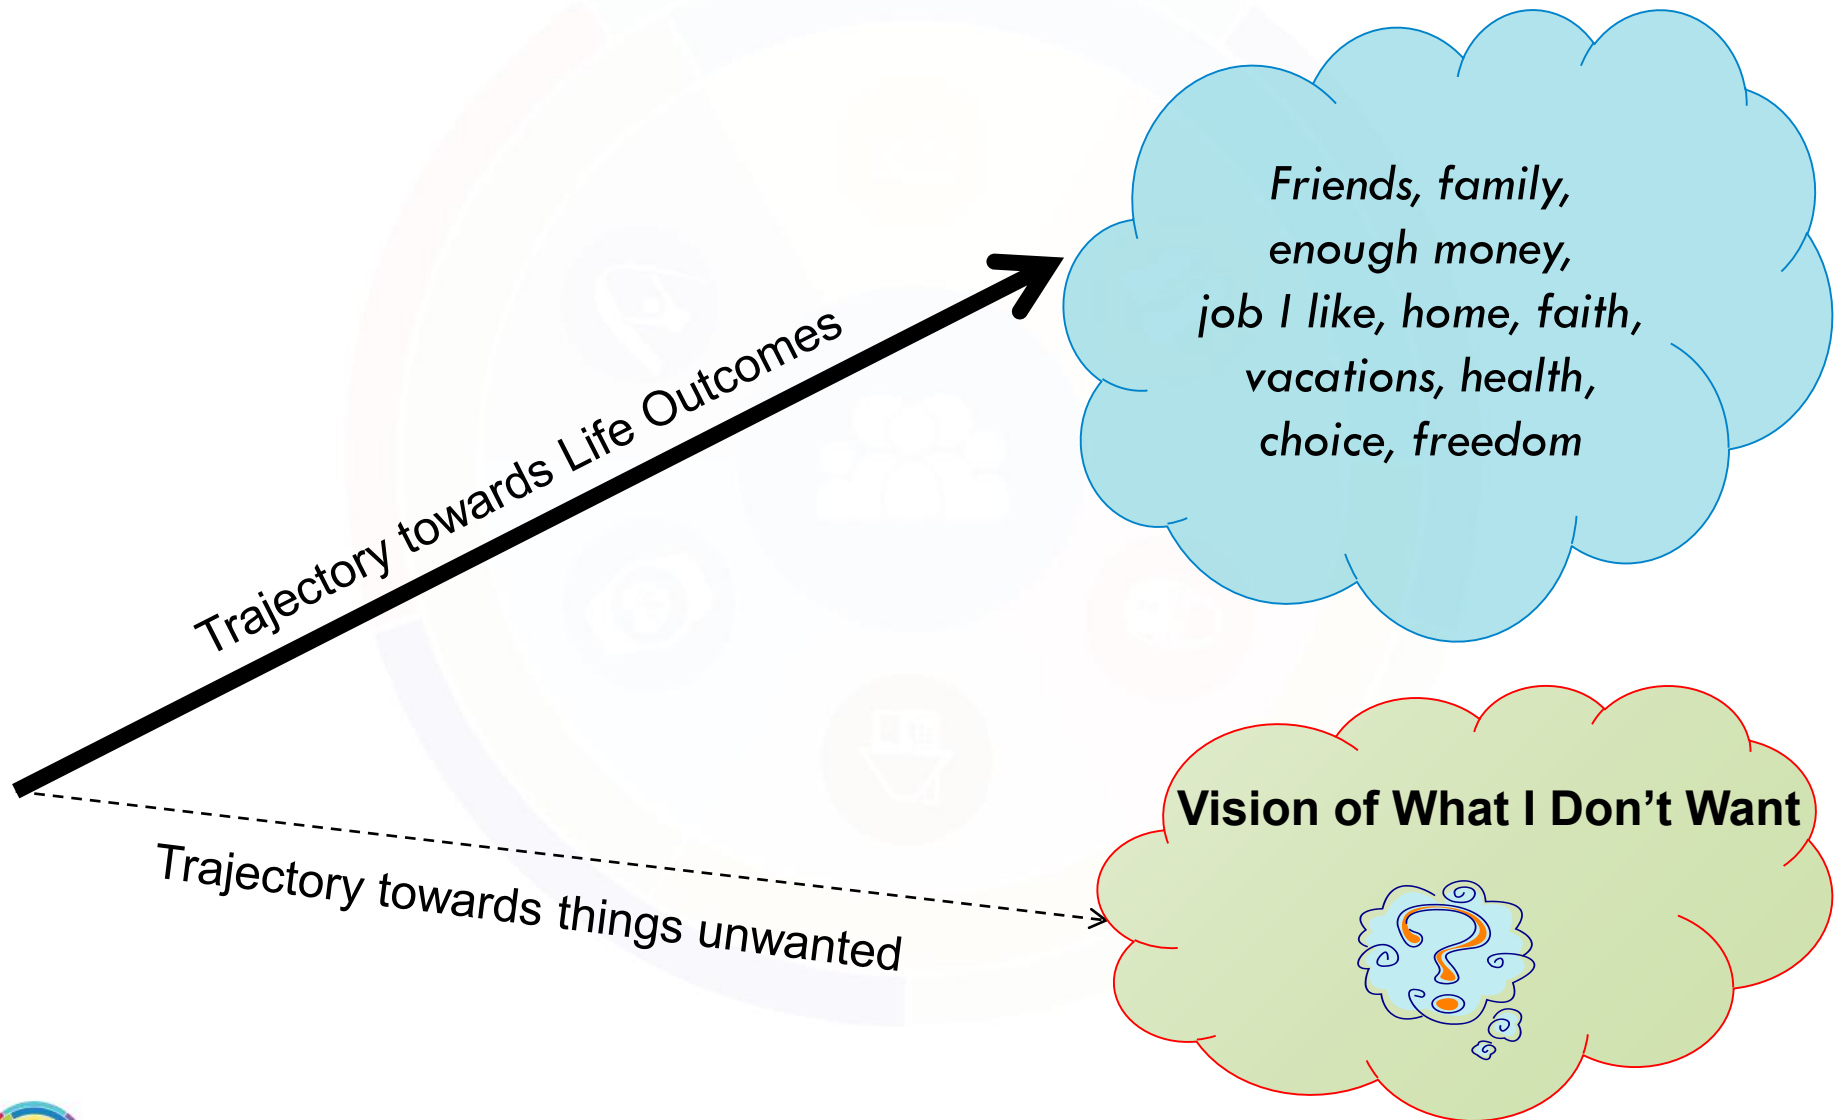 Friends, family,
enough money,
job I like, home, faith,
vacations, health,
choice, freedom
Trajectory towards Life Outcomes
Vision of What I Don’t Want
Trajectory towards things unwanted
?